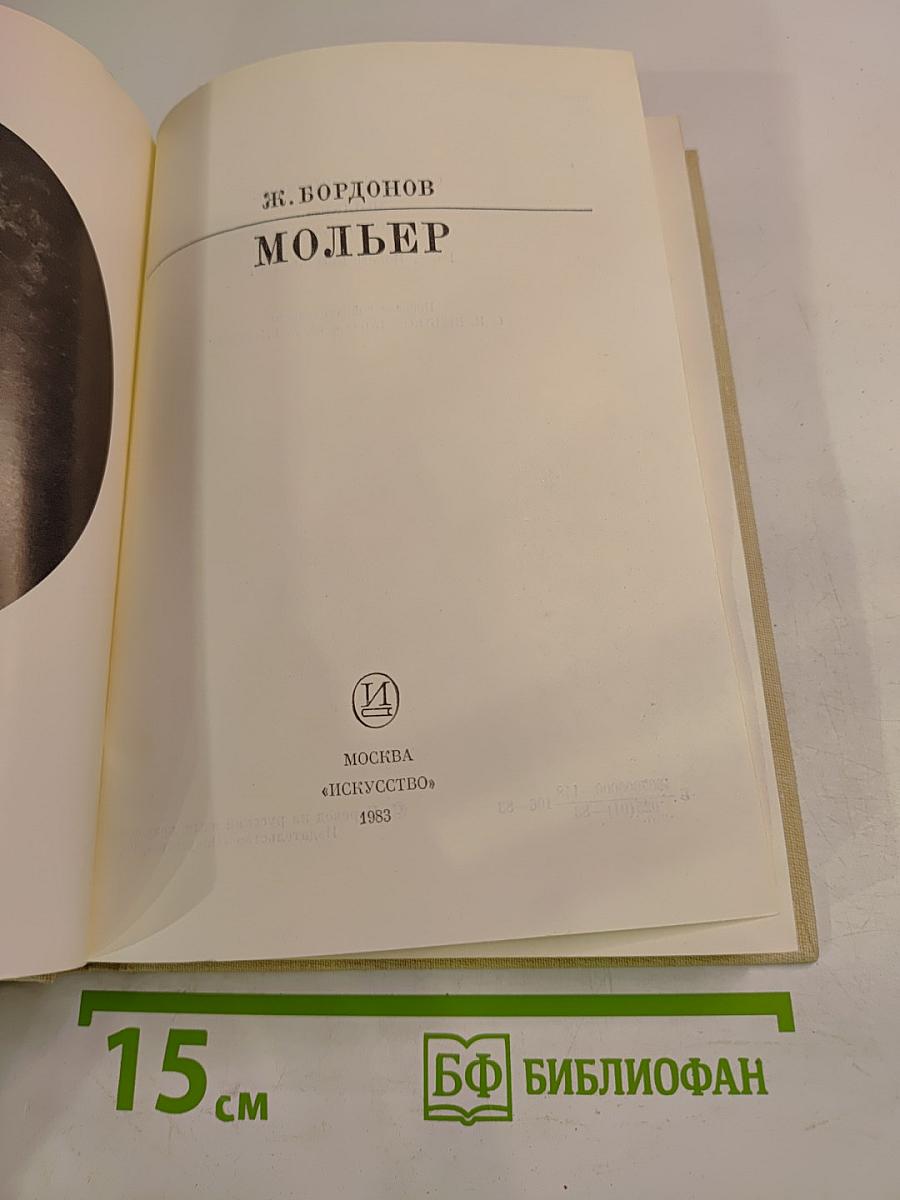 Ж. БОРДОНОВ
МОЛЬЕР
И
МОСКВА
«ИСКУССТВО»
1983
15 см
БФ БИБЛИОФАН